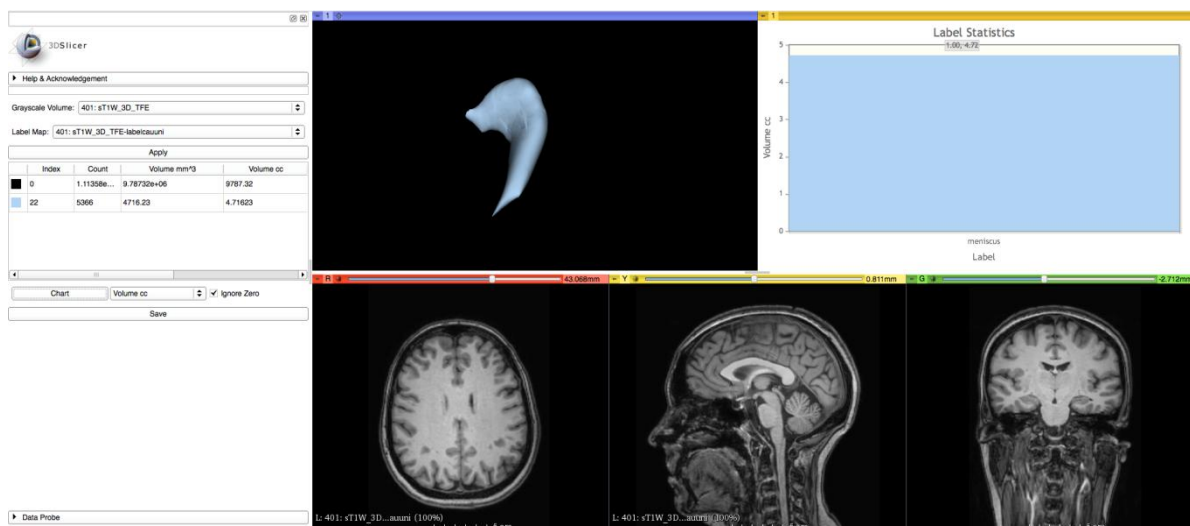 3DSlicer
Help & Acknowledgement
Grayscale Volume: 401: sT1W_3D_TFE
Label Map: 401: sT1W_3D_TFE-labelcauuni
Apply
Index Count Volume mm^3 Volume cc
0 1.11358e... 9.78732e+06 9787.32
22 5366 4716.23 4.71623
Chart Volume cc Ignore Zero
Save
Data Probe
1
1
Label Statistics
1.00, 4.72
5
4
3
2
1
0
Volume cc
meniscus
Label
R 43.068mm
Y 0.811mm
G -2.712mm
L: 401: sT1W_3D...auuni (100%)
L: 401: sT1W_3D...auuni (100%)